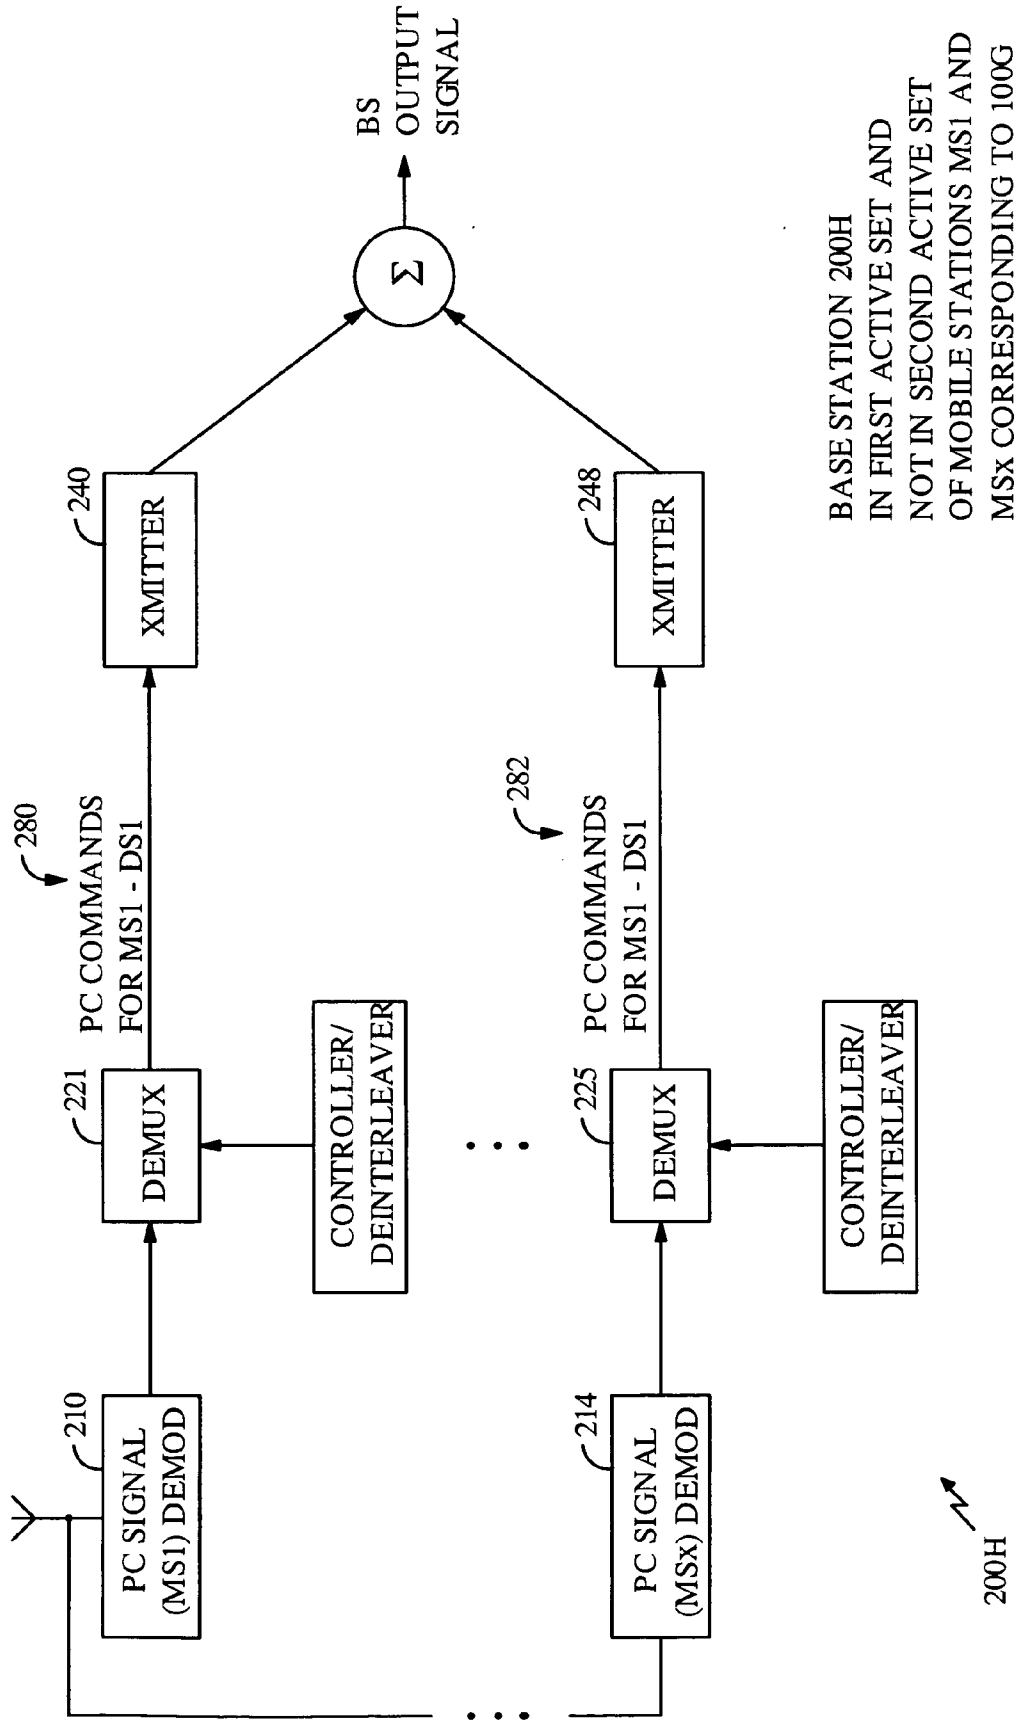 210
PC SIGNAL
(MS1) DEMOD
221
DEMUX
CONTROLLER/
DEINTERLEAVER
280
PC COMMANDS
FOR MS1 - DS1
240
XMITTER
Σ
BS
OUTPUT
SIGNAL
214
PC SIGNAL
(MSx) DEMOD
225
DEMUX
CONTROLLER/
DEINTERLEAVER
282
PC COMMANDS
FOR MS1 - DS1
248
XMITTER
200H
BASE STATION 200H
IN FIRST ACTIVE SET AND
NOT IN SECOND ACTIVE SET
OF MOBILE STATIONS MS1 AND
MSx CORRESPONDING TO 100G